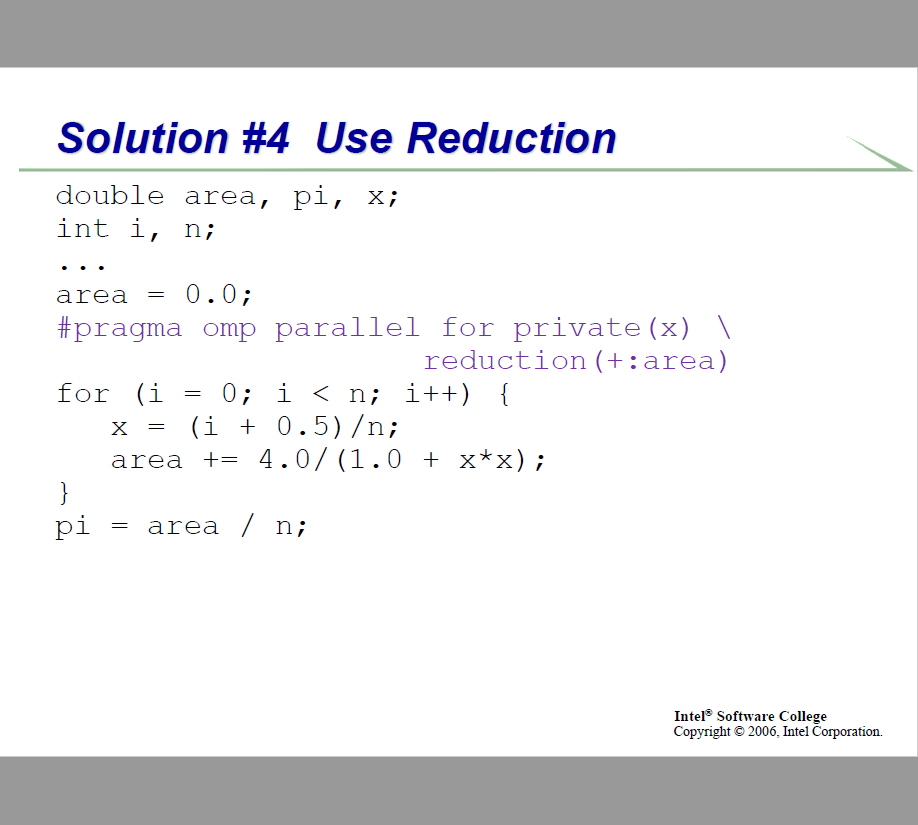 Solution #4  Use Reduction
double area, pi, x;
int i, n;
...
area = 0.0;
#pragma omp parallel for private(x) \
                    reduction(+:area)
for (i = 0; i < n; i++) {
   x = (i + 0.5)/n;
   area += 4.0/(1.0 + x*x);
}
pi = area / n;
Intel® Software College
Copyright © 2006, Intel Corporation.